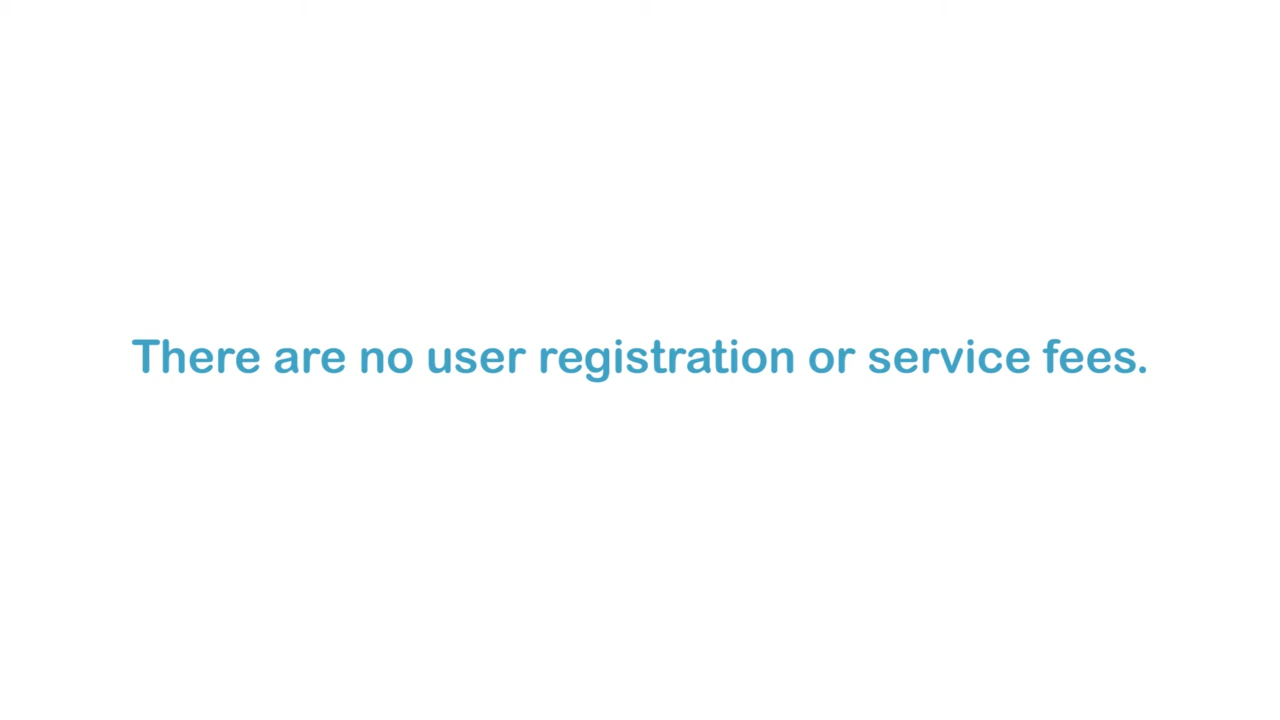 There are no user registration or service fees.